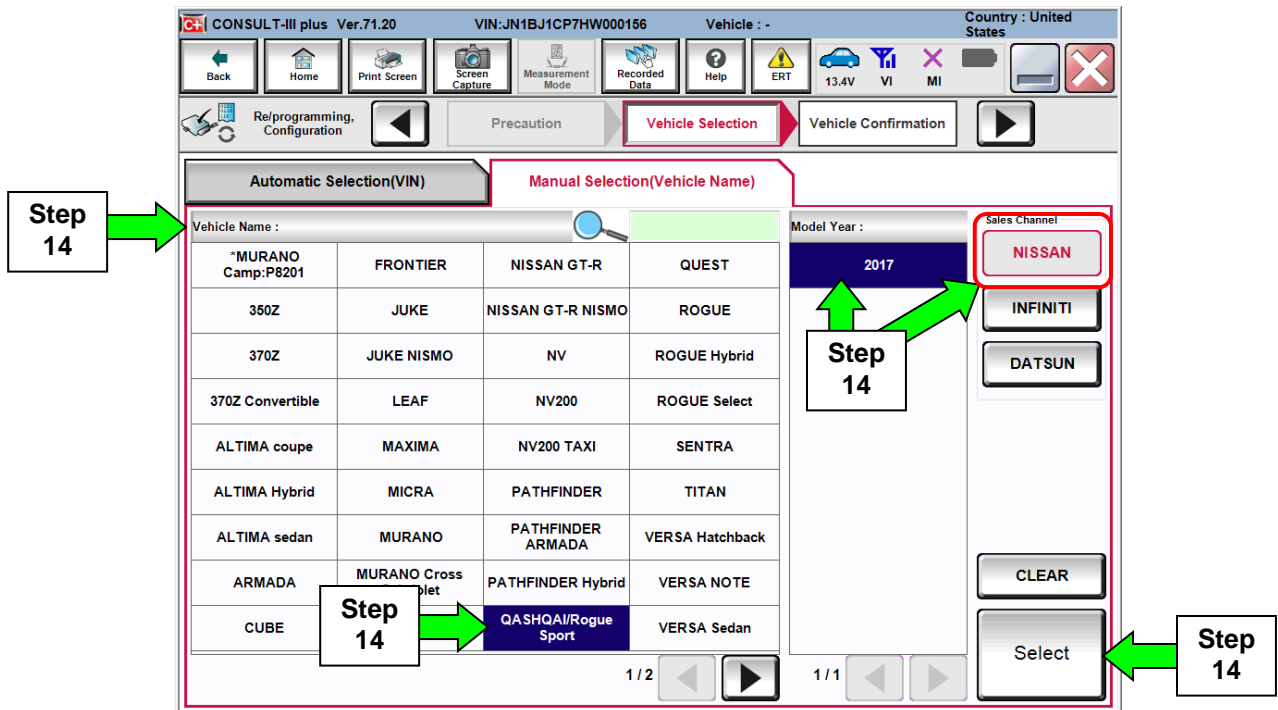 CONSULT-III plus Ver.71.20 VIN:JN1BJ1CP7HW000156 Vehicle : - Country : United
States
Back Home Print Screen Screen
Capture Measurement
Mode Recorded
Data Help ERT 13.4V VI MI
Re/programming,
Configuration Precaution Vehicle Selection Vehicle Confirmation
Automatic Selection(VIN) Manual Selection(Vehicle Name)
Step
14
Vehicle Name : Model Year : Sales Channel
*MURANO
Camp:P8201 FRONTIER NISSAN GT-R QUEST 2017 NISSAN
350Z JUKE NISSAN GT-R NISMO ROGUE INFINITI
370Z JUKE NISMO NV ROGUE Hybrid DATSUN
Step
14
370Z Convertible LEAF NV200 ROGUE Select
ALTIMA coupe MAXIMA NV200 TAXI SENTRA
ALTIMA Hybrid MICRA PATHFINDER TITAN
ALTIMA sedan MURANO PATHFINDER
ARMADA VERSA Hatchback
ARMADA MURANO Cross
PATHFINDER Hybrid VERSA NOTE CLEAR
Step
14
CUBE QASHQAI/Rogue
Sport VERSA Sedan Select
Step
14
1/2 1/1